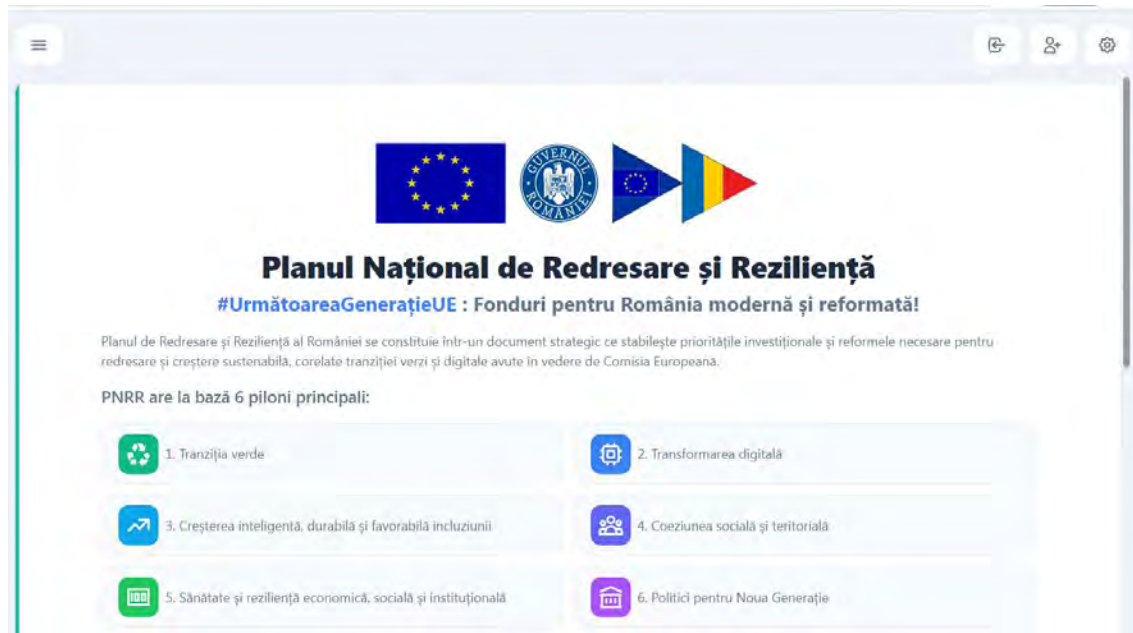 GUVERNUL ROMÂNIEI
Planul Național de Redresare și Reziliență
#UrmătoareaGenerațieUE : Fonduri pentru România modernă și reformată!
Planul de Redresare și Reziliență al României se constituie într-un document strategic ce stabilește prioritățile investiționale și reformele necesare pentru
redresare și creștere sustenabilă, corelate tranziției verzi și digitale avute în vedere de Comisia Europeană.
PNRR are la bază 6 piloni principali:
1. Tranziția verde
2. Transformarea digitală
3. Creșterea inteligentă, durabilă și favorabilă incluziunii
4. Coeziunea socială și teritorială
5. Sănătate și reziliență economică, socială și instituțională
6. Politici pentru Noua Generație